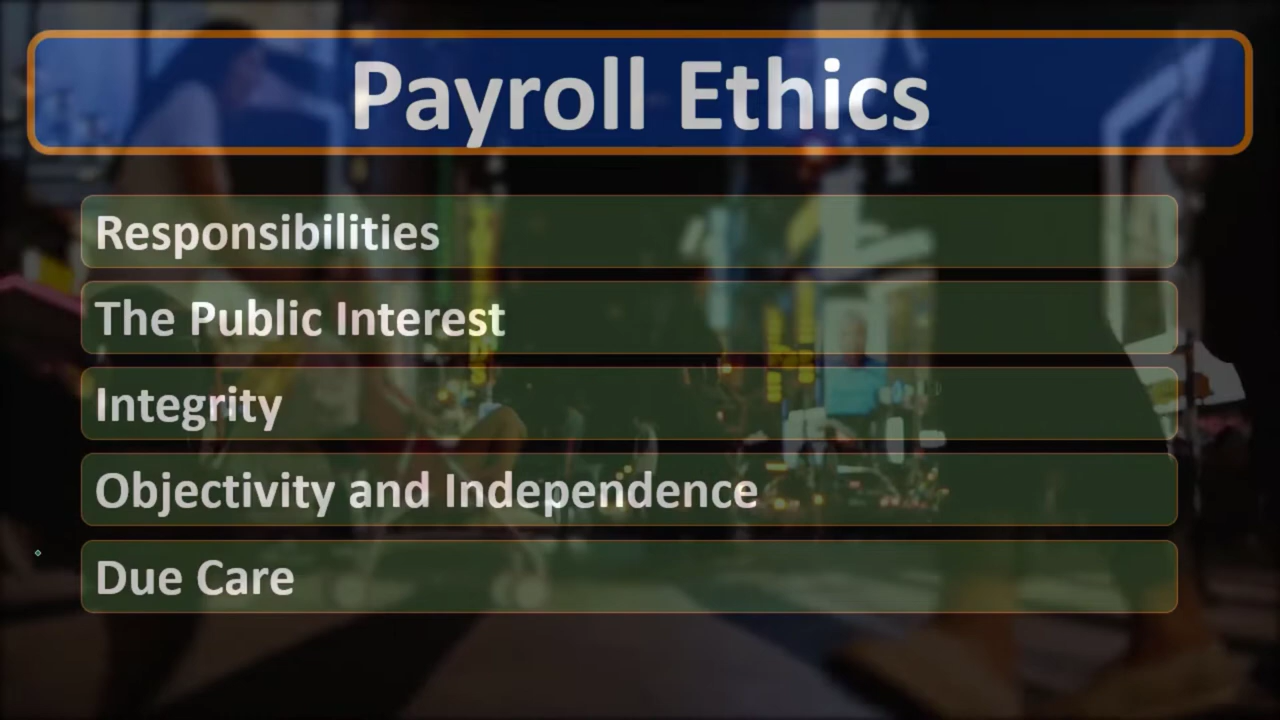 Payroll Ethics
Responsibilities
The Public Interest
Integrity
Objectivity and Independence
Due Care